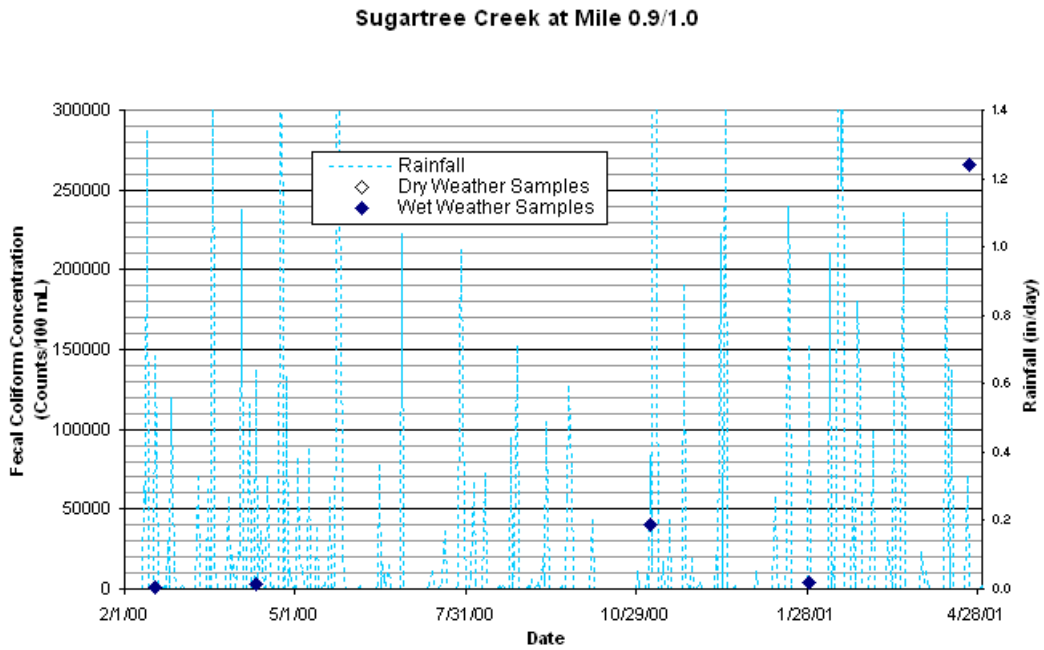 Sugartree Creek at Mile 0.9/1.0
300000
250000
200000
150000
100000
50000
0
Fecal Coliform Concentration
(Counts/100 mL)
Rainfall
Dry Weather Samples
Wet Weather Samples
1.4
1.2
1.0
0.8
0.6
0.4
0.2
0.0
Rainfall (in/day)
2/1/00
5/1/00
7/31/00
10/29/00
1/28/01
4/28/01
Date